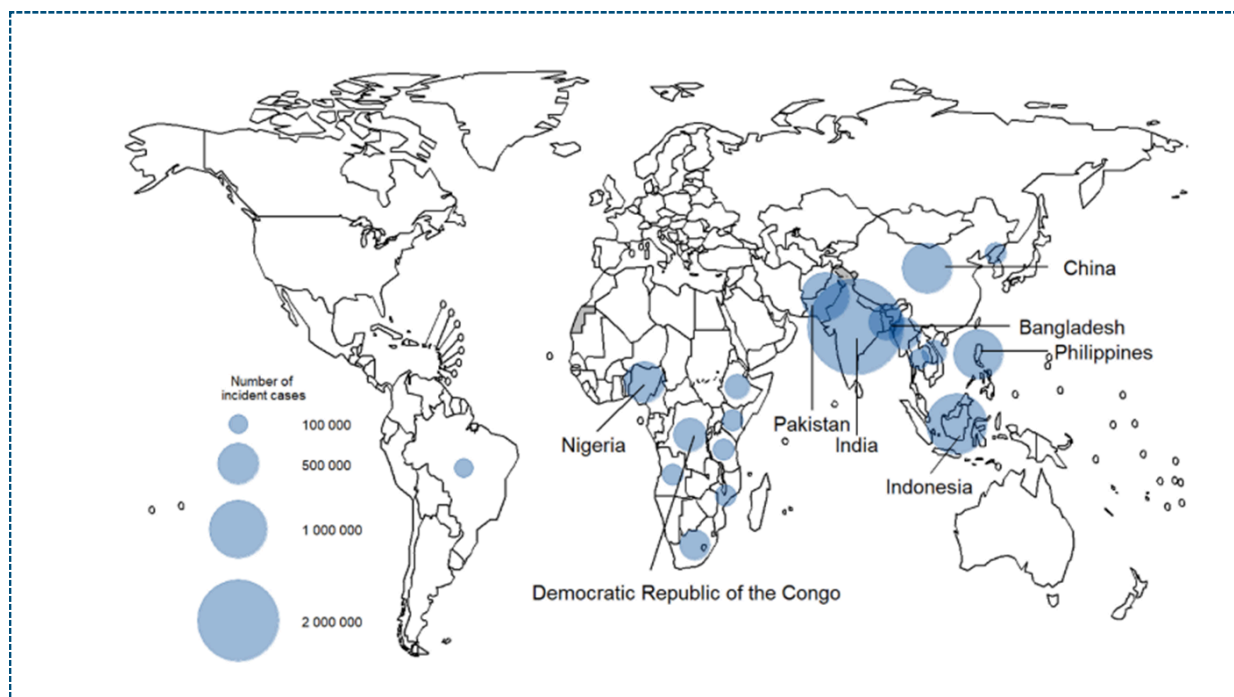 China
Bangladesh
Philippines
Number of
incident cases
100 000
Pakistan
Nigeria
India
500 000
Indonesia
1 000 000
Democratic Republic of the Congo
2 000 000